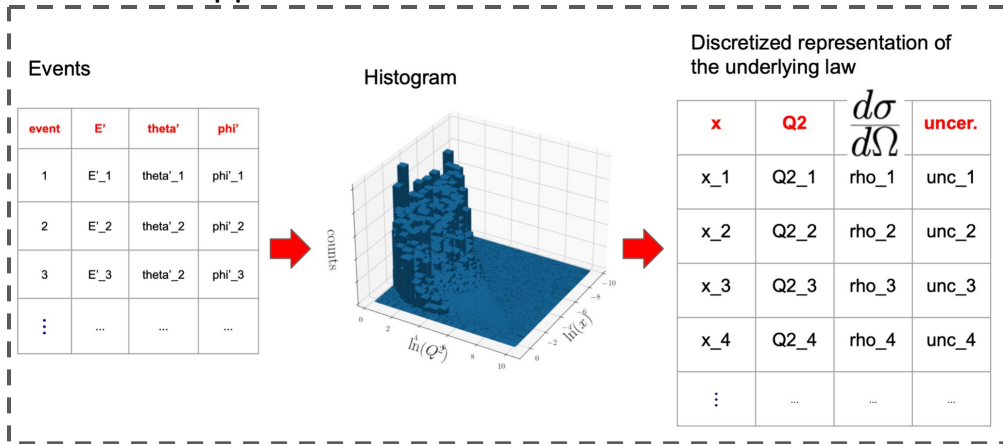 Events
event E' theta' phi'
1 E'_1 theta'_1 phi'_1
2 E'_2 theta'_2 phi'_2
3 E'_3 theta'_2 phi'_3
⋮ ... ... ...
Histogram
counts
0 2 4 6 8 10
ln(Q²)
0 −2 −4 −6 −8 −10
ln(x)
Discretized representation of
the underlying law
x Q2 dσ/dΩ uncer.
x_1 Q2_1 rho_1 unc_1
x_2 Q2_2 rho_2 unc_2
x_3 Q2_3 rho_3 unc_3
x_4 Q2_4 rho_4 unc_4
⋮ ... ... ...